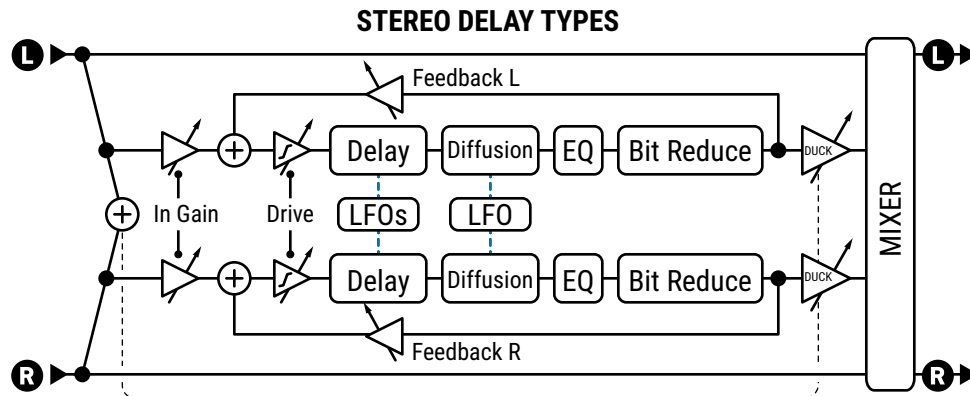 STEREO DELAY TYPES
L
L
Feedback L
Delay
Diffusion
EQ
Bit Reduce
DUCK
In Gain
Drive
LFOs
LFO
MIXER
Delay
Diffusion
EQ
Bit Reduce
DUCK
Feedback R
R
R